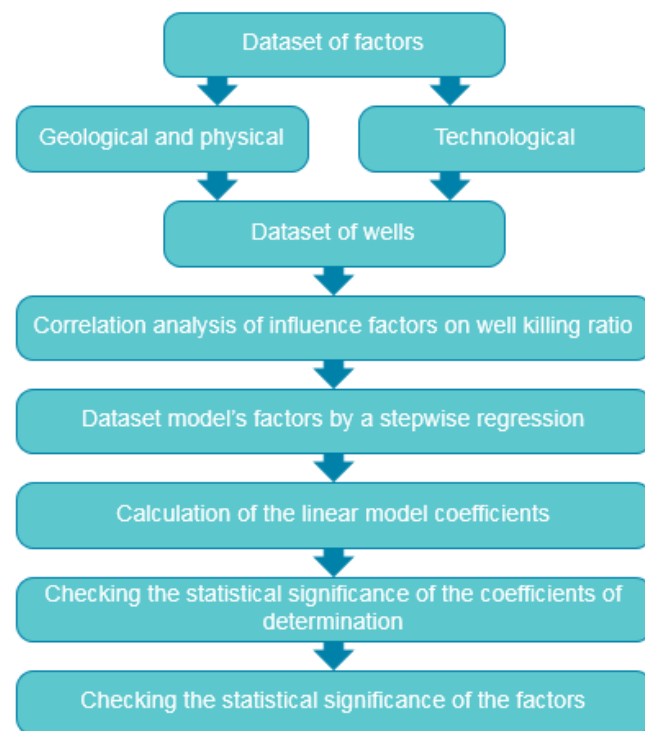 Dataset of factors
Geological and physical
Technological
Dataset of wells
Correlation analysis of influence factors on well killing ratio
Dataset model's factors by a stepwise regression
Calculation of the linear model coefficients
Checking the statistical significance of the coefficients of
determination
Checking the statistical significance of the factors